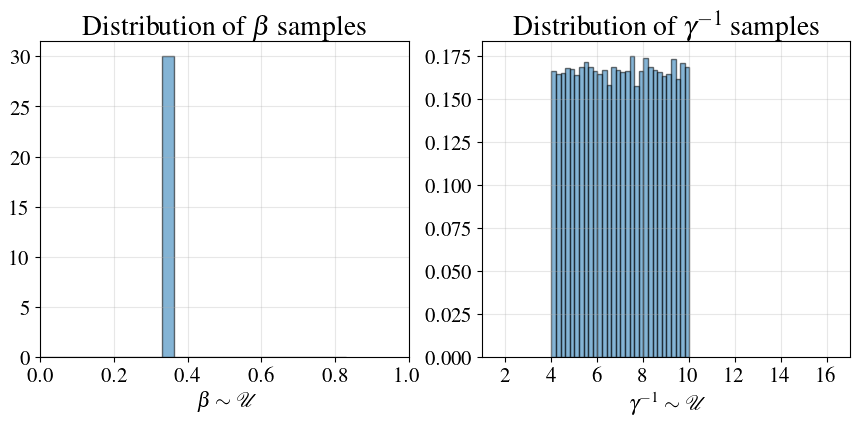 Distribution of β samples
30
25
20
15
10
5
0
0.0 0.2 0.4 0.6 0.8 1.0
β ∼ 𝒰
Distribution of γ⁻¹ samples
0.175
0.150
0.125
0.100
0.075
0.050
0.025
0.000
2 4 6 8 10 12 14 16
γ⁻¹ ∼ 𝒰